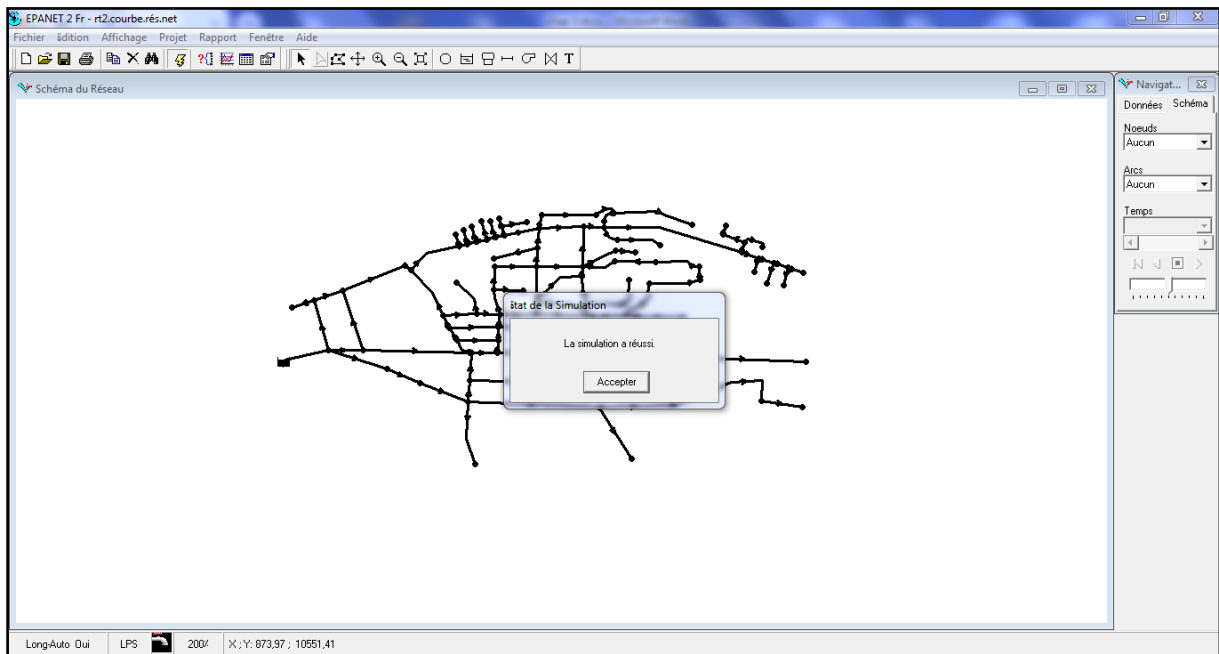 EPANET 2 Fr - rt2.courbe.rés.net
Fichier Edition Affichage Projet Rapport Fenêtre Aide
T
Schéma du Réseau
Navigat...
Données Schéma
Noeuds
Aucun
Arcs
Aucun
Temps
Etat de la Simulation
La simulation a réussi.
Accepter
Long-Auto Oui LPS 200% X ; Y: 873,97 ; 10551,41